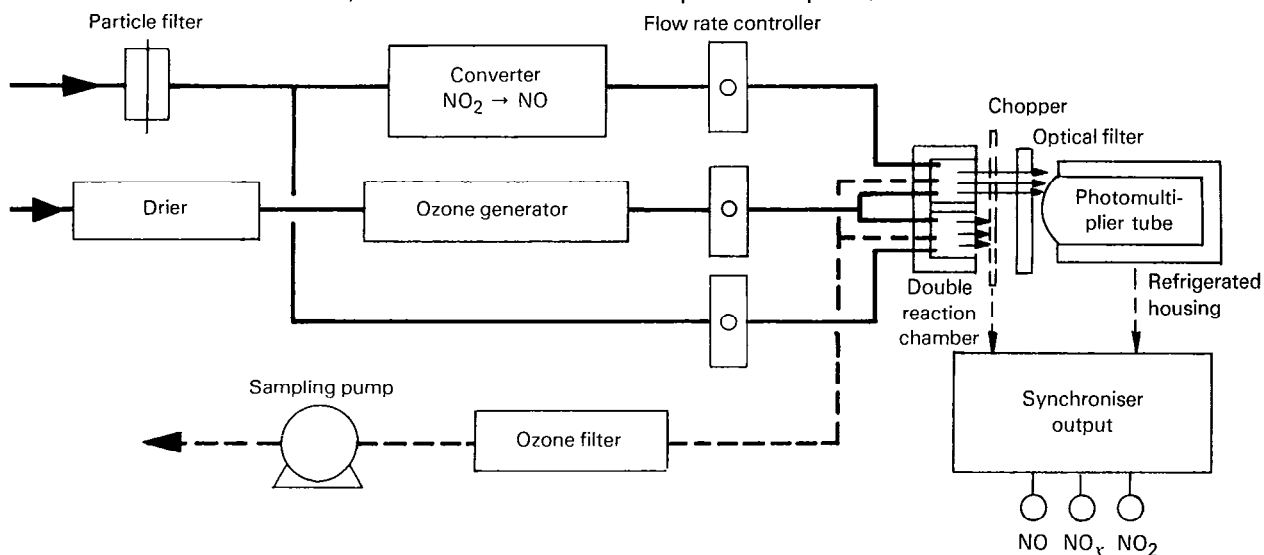 Particle filter
Flow rate controller
Converter
NO₂ → NO
Chopper
Optical filter
Drier
Ozone generator
Photomulti-
plier tube
Double
reaction
chamber
Refrigerated
housing
Sampling pump
Ozone filter
Synchroniser
output
NO NOₓ NO₂